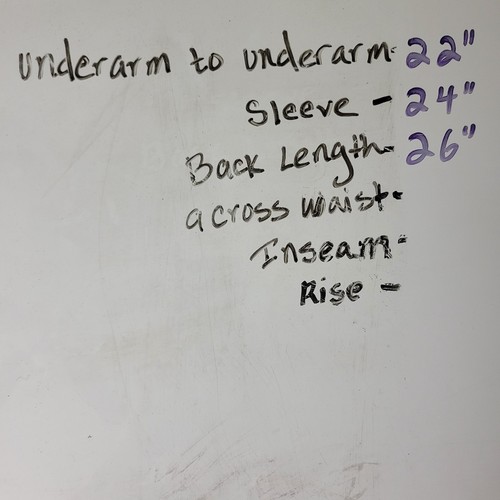 underarm to underarm- 22"
Sleeve - 24"
Back Length- 26"
across waist-
Inseam-
Rise -